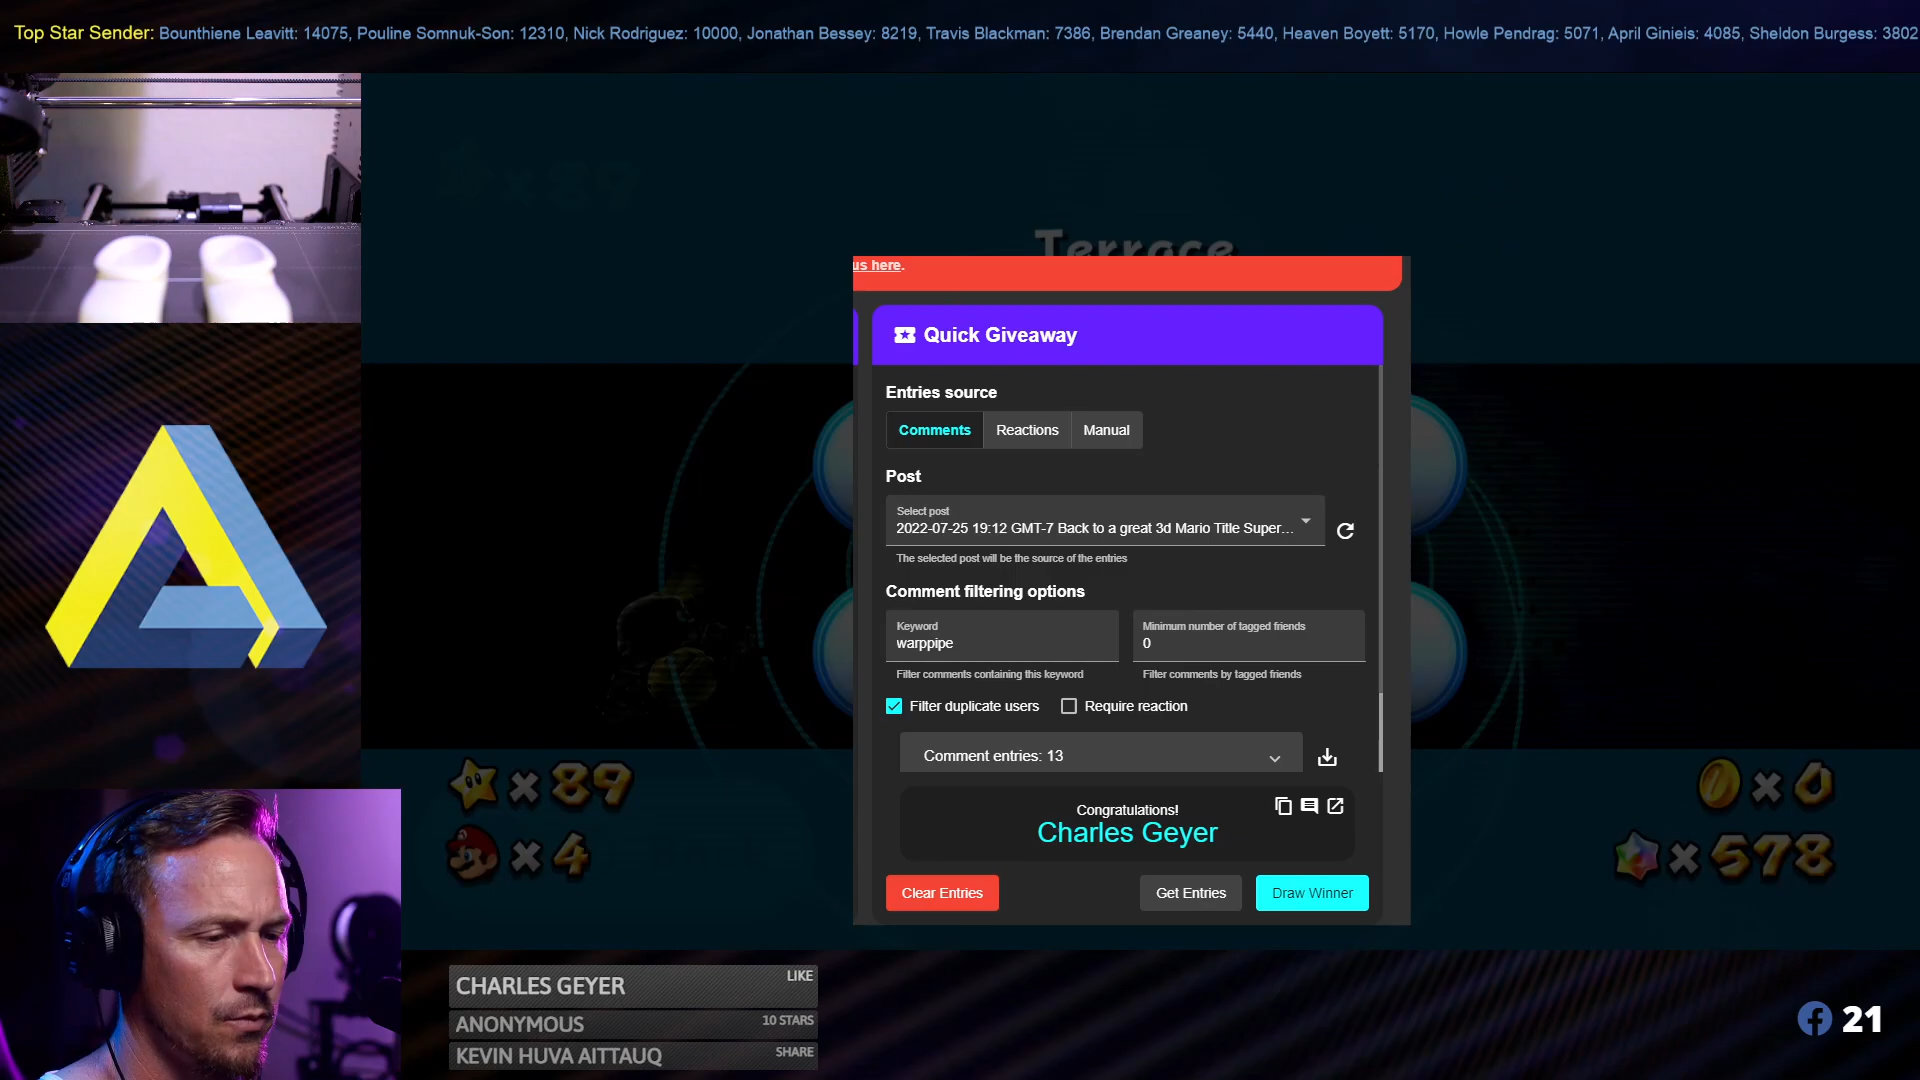 Top Star Sender: Bounthiene Leavitt: 14075, Pouline Somnuk-Son: 12310, Nick Rodriguez: 10000, Jonathan Bessey: 8219, Travis Blackman: 7386, Brendan Greaney: 5440, Heaven Boyett: 5170, Howle Pendrag: 5071, April Ginieis: 4085, Sheldon Burgess: 3802
×89
Terrace
us here.
Quick Giveaway
Entries source
Comments Reactions Manual
Post
Select post
2022-07-25 19:12 GMT-7 Back to a great 3d Mario Title Super...
The selected post will be the source of the entries
Comment filtering options
Keyword
warppipe
Filter comments containing this keyword
Minimum number of tagged friends
0
Filter comments by tagged friends
Filter duplicate users Require reaction
Comment entries: 13
Congratulations!
Charles Geyer
Clear Entries Get Entries Draw Winner
×89
×4
×0
×578
CHARLES GEYER LIKE
ANONYMOUS 10 STARS
KEVIN HUVA AITTAUQ SHARE
21